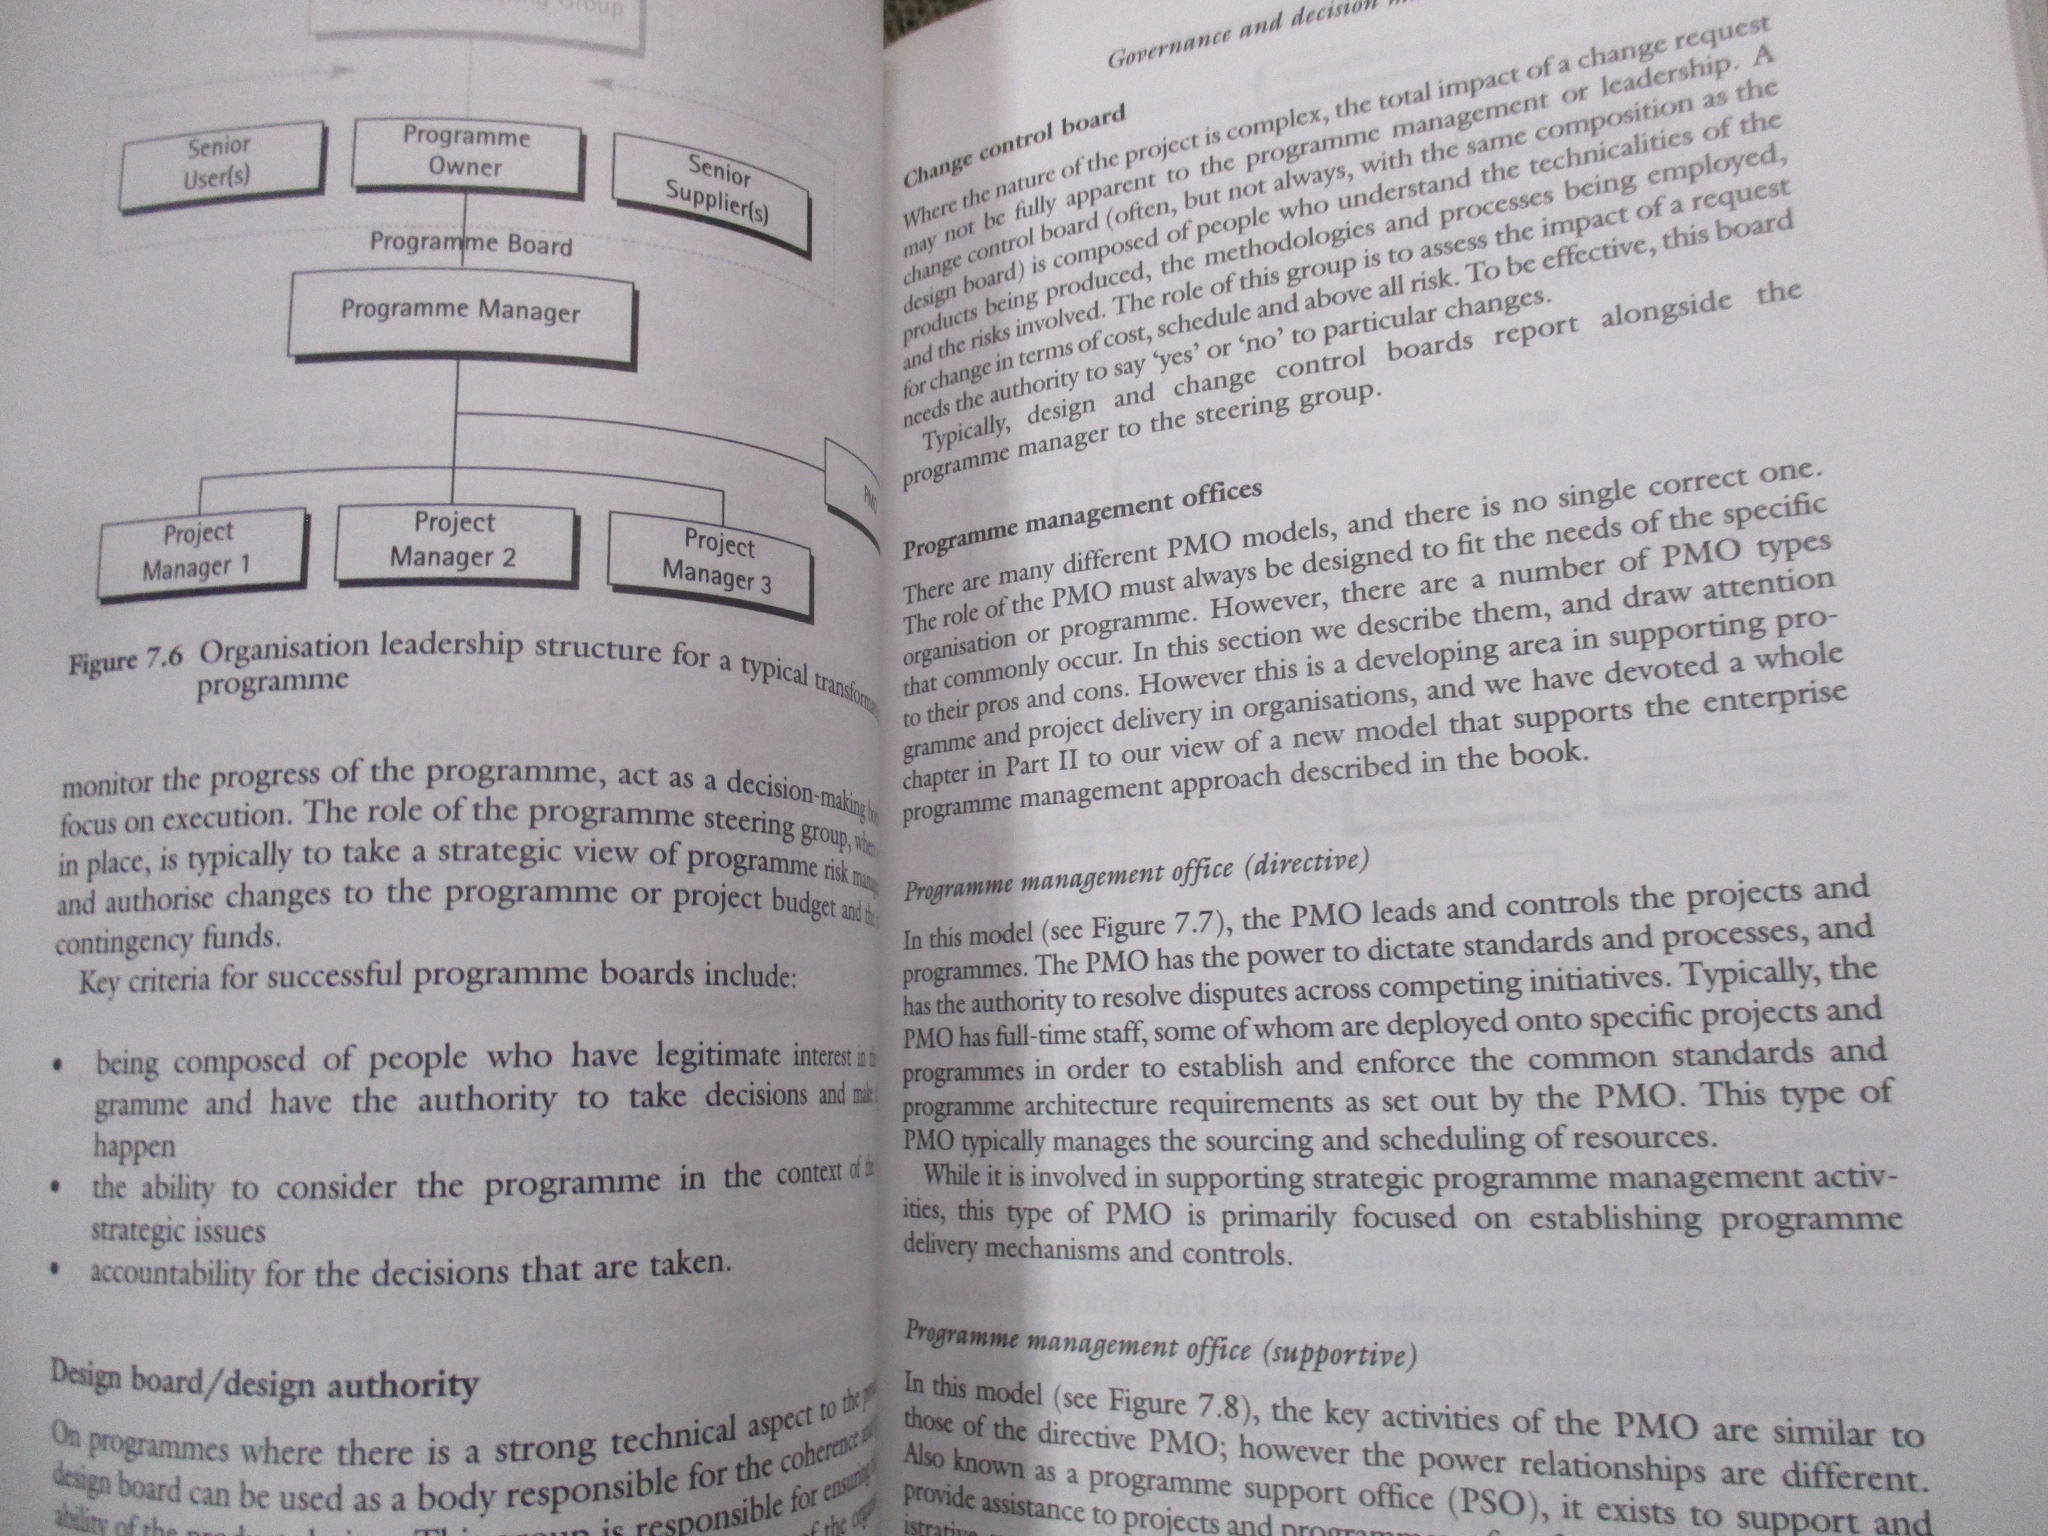 Steering Group
Senior
User(s)
Programme
Owner
Senior
Supplier(s)
Programme Board
Programme Manager
PMO
Project
Manager 1
Project
Manager 2
Project
Manager 3
Figure 7.6 Organisation leadership structure for a typical
programme
monitor the progress of the programme, act as a decision-making
focus on execution. The role of the programme steering group,
in place, is typically to take a strategic view of programme risk
and authorise changes to the programme or project budget and the
contingency funds.
Key criteria for successful programme boards include:
• being composed of people who have legitimate interest in
gramme and have the authority to take decisions and make
happen
• the ability to consider the programme in the context of
strategic issues
• accountability for the decisions that are taken.
Design board/design authority
On programmes where there is a strong technical aspect to the
design board can be used as a body responsible for the coherence
ability of the
is responsible for ensuring
Governance and decision
Change control board
Where the nature of the project is complex, the total impact of a change request
may not be fully apparent to the programme management or leadership. A
change control board (often, but not always, with the same composition as the
design board) is composed of people who understand the technicalities of the
products being produced, the methodologies and processes being employed,
and the risks involved. The role of this group is to assess the impact of a request
for change in terms of cost, schedule and above all risk. To be effective, this board
needs the authority to say ‘yes’ or ‘no’ to particular changes.
Typically, design and change control boards report alongside the
programme manager to the steering group.
Programme management offices
There are many different PMO models, and there is no single correct one.
The role of the PMO must always be designed to fit the needs of the specific
organisation or programme. However, there are a number of PMO types
that commonly occur. In this section we describe them, and draw attention
to their pros and cons. However this is a developing area in supporting pro-
gramme and project delivery in organisations, and we have devoted a whole
chapter in Part II to our view of a new model that supports the enterprise
programme management approach described in the book.
Programme management office (directive)
In this model (see Figure 7.7), the PMO leads and controls the projects and
programmes. The PMO has the power to dictate standards and processes, and
has the authority to resolve disputes across competing initiatives. Typically, the
PMO has full-time staff, some of whom are deployed onto specific projects and
programmes in order to establish and enforce the common standards and
programme architecture requirements as set out by the PMO. This type of
PMO typically manages the sourcing and scheduling of resources.
While it is involved in supporting strategic programme management activ-
ities, this type of PMO is primarily focused on establishing programme
delivery mechanisms and controls.
Programme management office (supportive)
In this model (see Figure 7.8), the key activities of the PMO are similar to
those of the directive PMO; however the power relationships are different.
Also known as a programme support office (PSO), it exists to support and
provide assistance to projects and